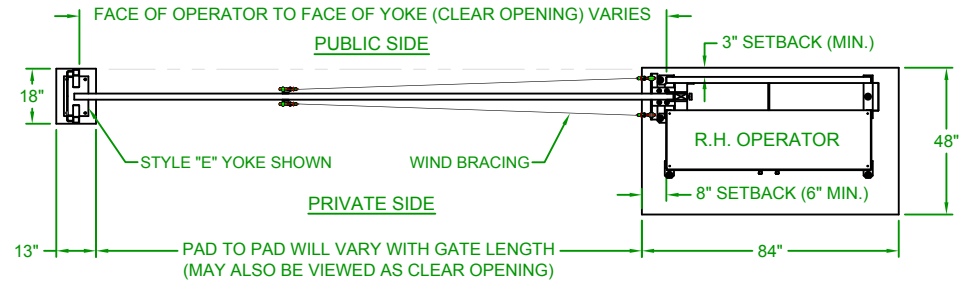 FACE OF OPERATOR TO FACE OF YOKE (CLEAR OPENING) VARIES
PUBLIC SIDE
3" SETBACK (MIN.)
18"
48"
R.H. OPERATOR
STYLE "E" YOKE SHOWN
WIND BRACING
8" SETBACK (6" MIN.)
PRIVATE SIDE
13"
PAD TO PAD WILL VARY WITH GATE LENGTH
(MAY ALSO BE VIEWED AS CLEAR OPENING)
84"